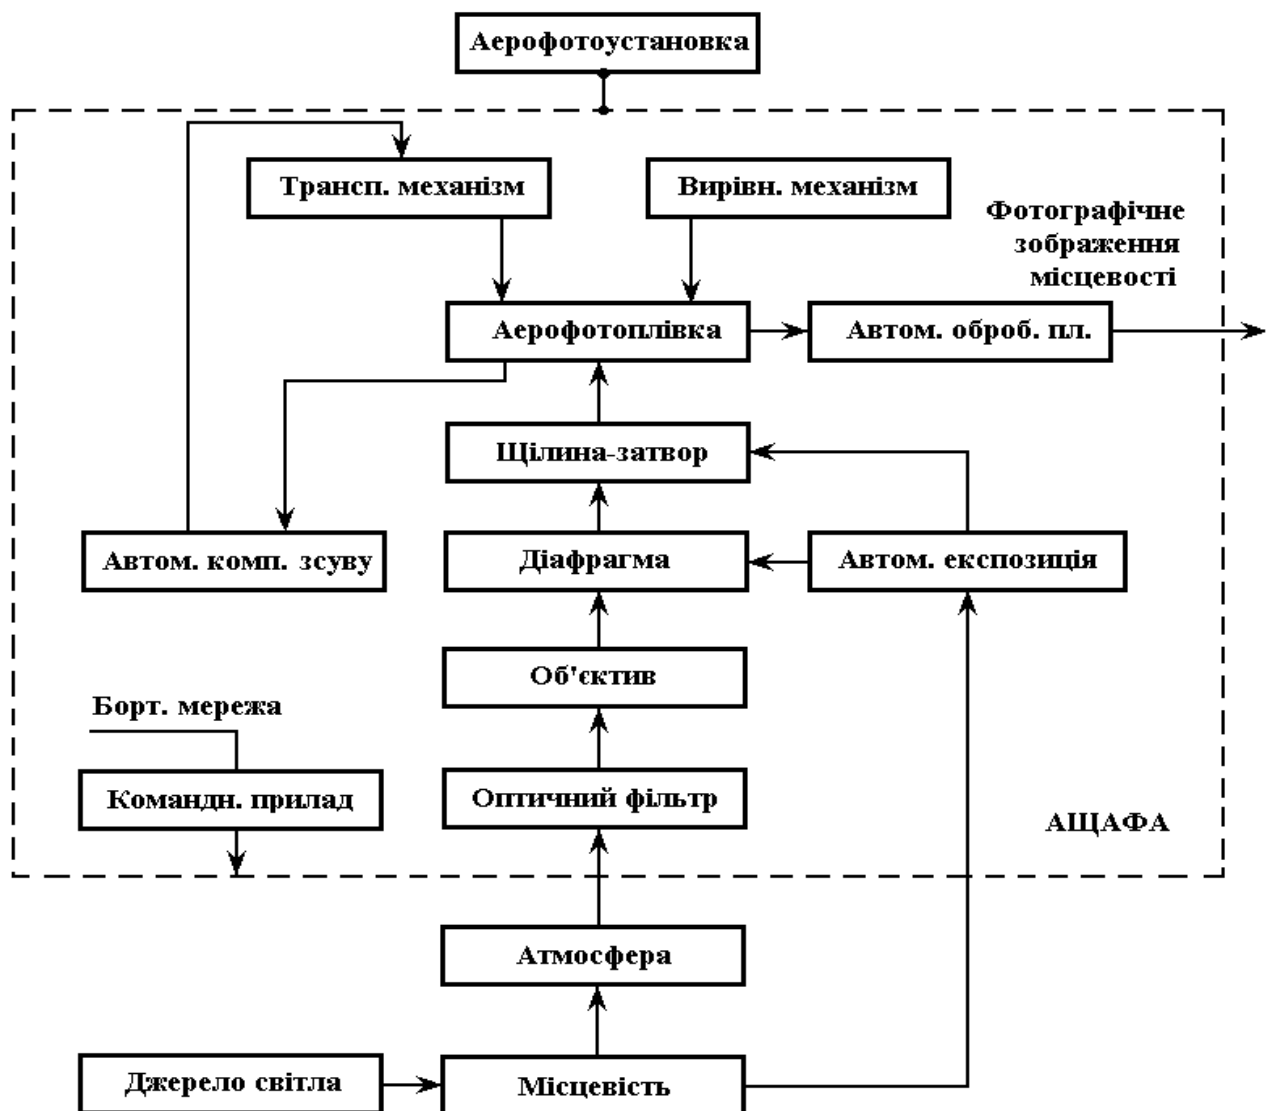 Аерофотоустановка
Трансп. механізм
Вирівн. механізм
Фотографічне
зображення
місцевості
Аерофотоплівка
Автом. оброб. пл.
Щілина-затвор
Автом. комп. зсуву
Діафрагма
Автом. експозиція
Об'єктив
Борт. мережа
Командн. прилад
Оптичний фільтр
АЩАФА
Атмосфера
Джерело світла
Місцевість